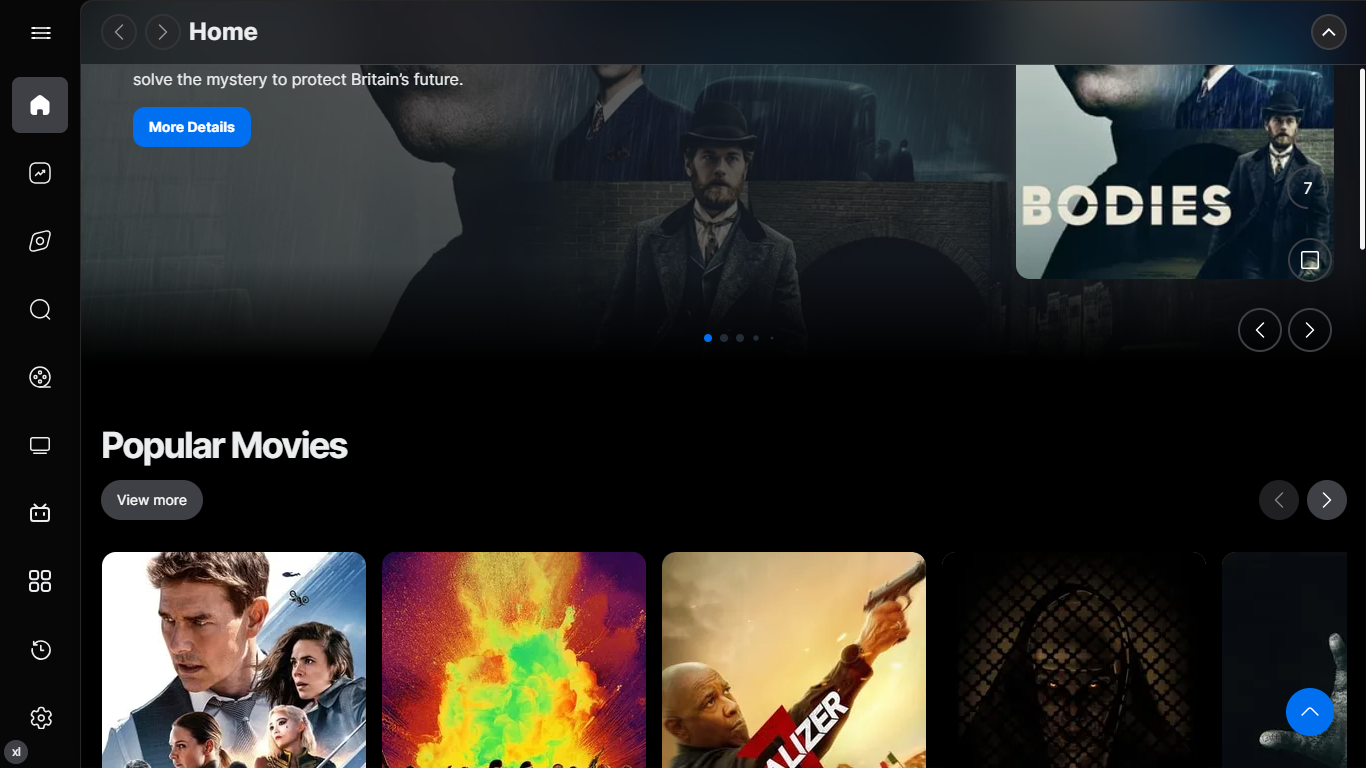 Home
solve the mystery to protect Britain's future.
More Details
BODIES
7
Popular Movies
View more
ALIZER
xl